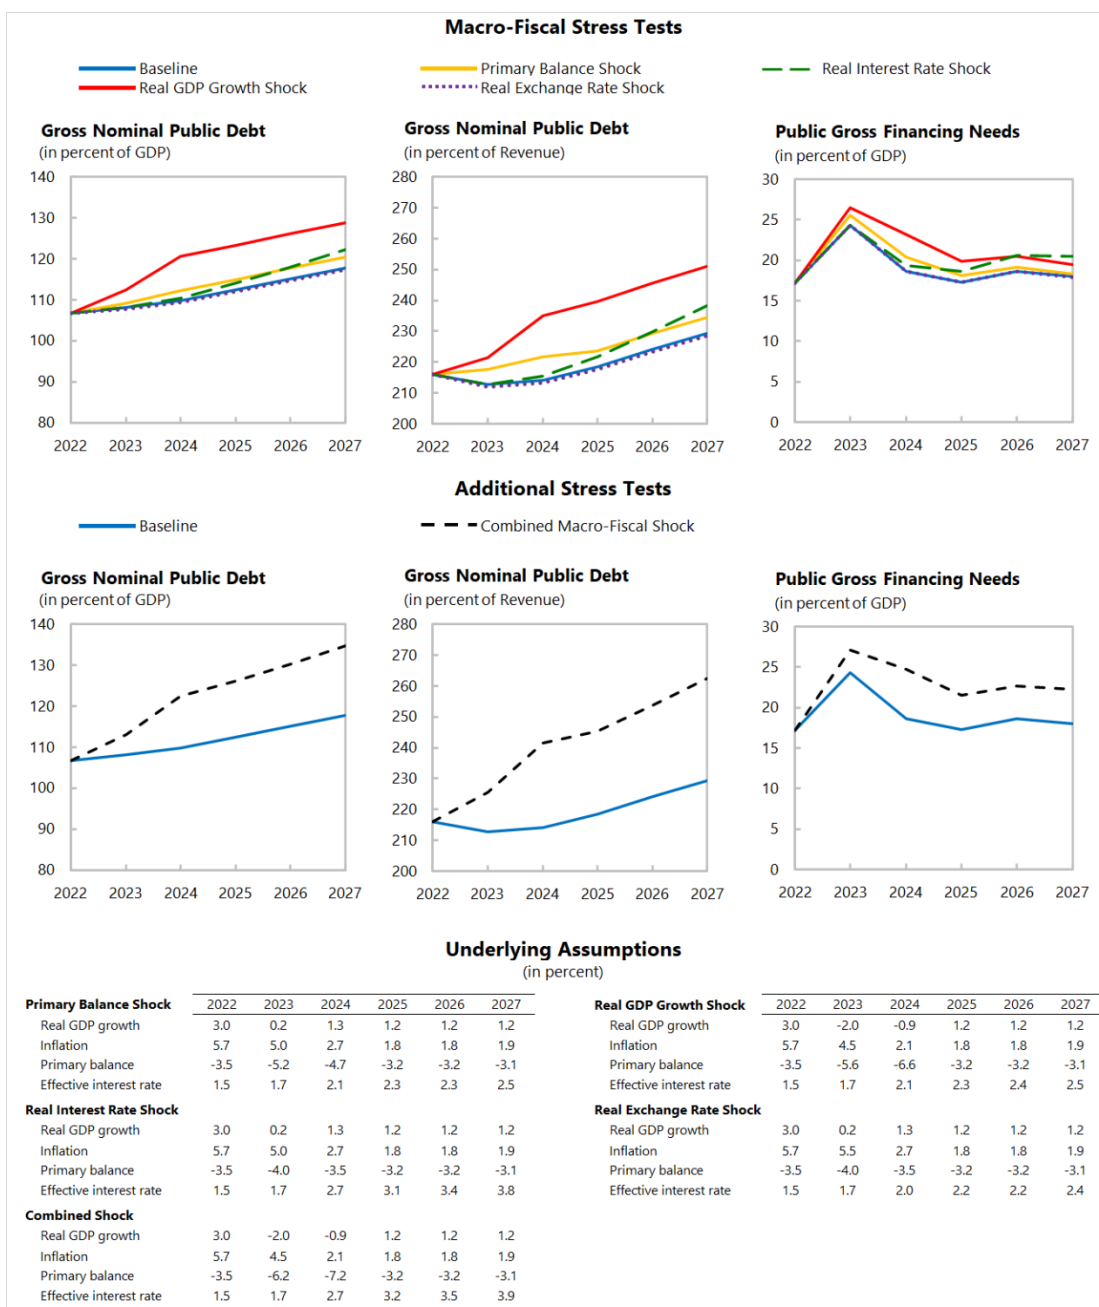 Macro-Fiscal Stress Tests
Baseline Primary Balance Shock Real Interest Rate Shock
Real GDP Growth Shock Real Exchange Rate Shock
Gross Nominal Public Debt Gross Nominal Public Debt Public Gross Financing Needs
(in percent of GDP) (in percent of Revenue) (in percent of GDP)
140 280 30
130 270 25
120 260 20
110 250 15
100 240 10
90 230 5
80 220 0
210
200
2022 2023 2024 2025 2026 2027 2022 2023 2024 2025 2026 2027 2022 2023 2024 2025 2026 2027
Additional Stress Tests
Baseline Combined Macro-Fiscal Shock
Gross Nominal Public Debt Gross Nominal Public Debt Public Gross Financing Needs
(in percent of GDP) (in percent of Revenue) (in percent of GDP)
140 280 30
130 270 25
120 260 20
110 250 15
100 240 10
90 230 5
80 220 0
210
200
2022 2023 2024 2025 2026 2027 2022 2023 2024 2025 2026 2027 2022 2023 2024 2025 2026 2027
Underlying Assumptions
(in percent)
Primary Balance Shock 2022 2023 2024 2025 2026 2027 Real GDP Growth Shock 2022 2023 2024 2025 2026 2027
Real GDP growth 3.0 0.2 1.3 1.2 1.2 1.2 Real GDP growth 3.0 -2.0 -0.9 1.2 1.2 1.2
Inflation 5.7 5.0 2.7 1.8 1.8 1.9 Inflation 5.7 4.5 2.1 1.8 1.8 1.9
Primary balance -3.5 -5.2 -4.7 -3.2 -3.2 -3.1 Primary balance -3.5 -5.6 -6.6 -3.2 -3.2 -3.1
Effective interest rate 1.5 1.7 2.1 2.3 2.3 2.5 Effective interest rate 1.5 1.7 2.1 2.3 2.4 2.5
Real Interest Rate Shock Real Exchange Rate Shock
Real GDP growth 3.0 0.2 1.3 1.2 1.2 1.2 Real GDP growth 3.0 0.2 1.3 1.2 1.2 1.2
Inflation 5.7 5.0 2.7 1.8 1.8 1.9 Inflation 5.7 5.5 2.7 1.8 1.8 1.9
Primary balance -3.5 -4.0 -3.5 -3.2 -3.2 -3.1 Primary balance -3.5 -4.0 -3.5 -3.2 -3.2 -3.1
Effective interest rate 1.5 1.7 2.7 3.1 3.4 3.8 Effective interest rate 1.5 1.7 2.0 2.2 2.2 2.4
Combined Shock
Real GDP growth 3.0 -2.0 -0.9 1.2 1.2 1.2
Inflation 5.7 4.5 2.1 1.8 1.8 1.9
Primary balance -3.5 -6.2 -7.2 -3.2 -3.2 -3.1
Effective interest rate 1.5 1.7 2.7 3.2 3.5 3.9